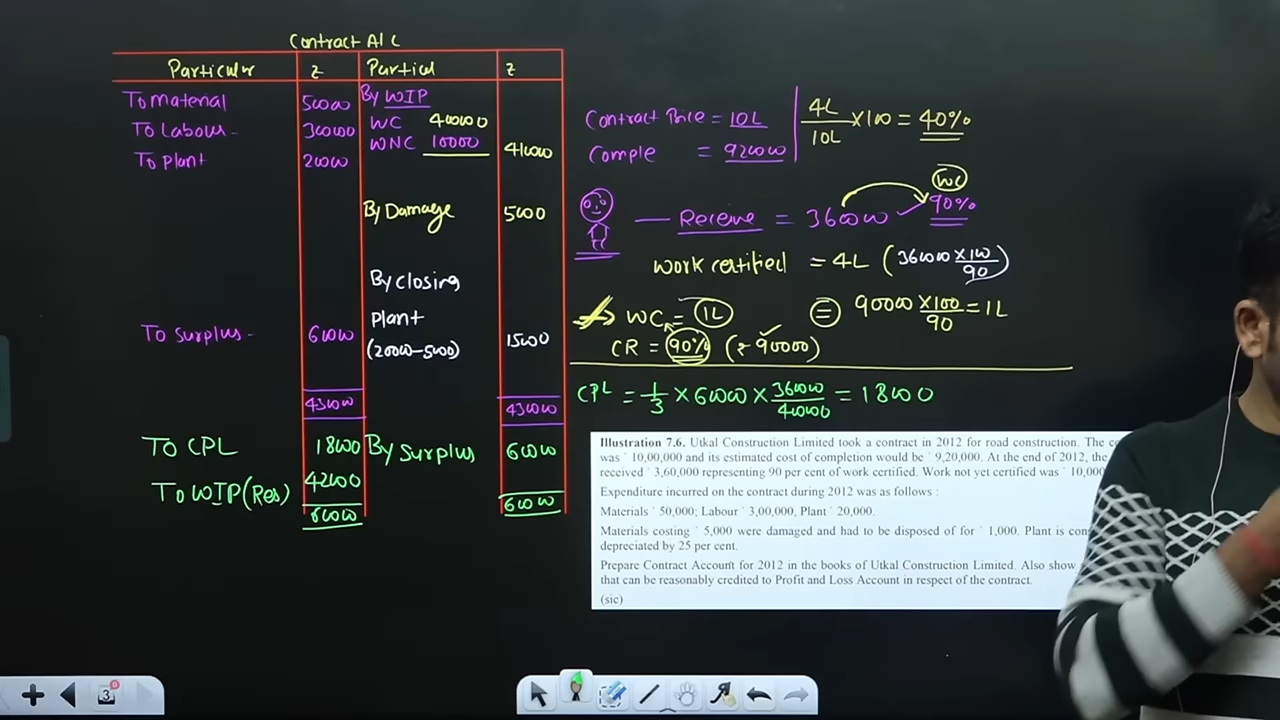 Contract A/c
Particular ₹ Partical ₹
To material 50000 By WIP
To Labour - 300000 WC 400000
To plant 20000 WNC 10000 410000
By Damage 5000
By closing
plant
To Surplus - 60000 (20000-5000) 15000
430000 430000
To CPL 18000 By Surplus 60000
To WIP(Res) 42000
60000 60000
Contract Price = 10L
Comple = 920000
4L/10L × 100 = 40%
WC
— Receive = 360000 90%
Work certified = 4L (360000×100/90)
WC = 1L = 90000×100/90 = 1L
CR = 90% (₹90000)
CPL = 1/3 × 60000 × 360000/400000 = 18000
Illustration 7.6. Utkal Construction Limited took a contract in 2012 for road construction. The
was ` 10,00,000 and its estimated cost of completion would be ` 9,20,000. At the end of 2012, the
received ` 3,60,000 representing 90 per cent of work certified. Work not yet certified was ` 10,000
Expenditure incurred on the contract during 2012 was as follows :
Materials ` 50,000; Labour ` 3,00,000, Plant ` 20,000.
Materials costing ` 5,000 were damaged and had to be disposed of for ` 1,000. Plant is
depreciated by 25 per cent.
Prepare Contract Account for 2012 in the books of Utkal Construction Limited. Also show
that can be reasonably credited to Profit and Loss Account in respect of the contract.
(sic)
3